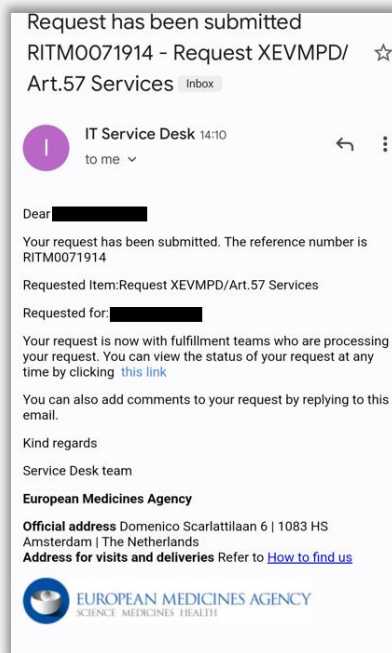 Request has been submitted
RITM0071914 - Request XEVMPD/
Art.57 Services Inbox
I
IT Service Desk 14:10
to me
Dear
Your request has been submitted. The reference number is
RITM0071914
Requested Item:Request XEVMPD/Art.57 Services
Requested for:
Your request is now with fulfillment teams who are processing
your request. You can view the status of your request at any
time by clicking this link
You can also add comments to your request by replying to this
email.
Kind regards
Service Desk team
European Medicines Agency
Official address Domenico Scarlattilaan 6 | 1083 HS
Amsterdam | The Netherlands
Address for visits and deliveries Refer to How to find us
EUROPEAN MEDICINES AGENCY
SCIENCE MEDICINES HEALTH